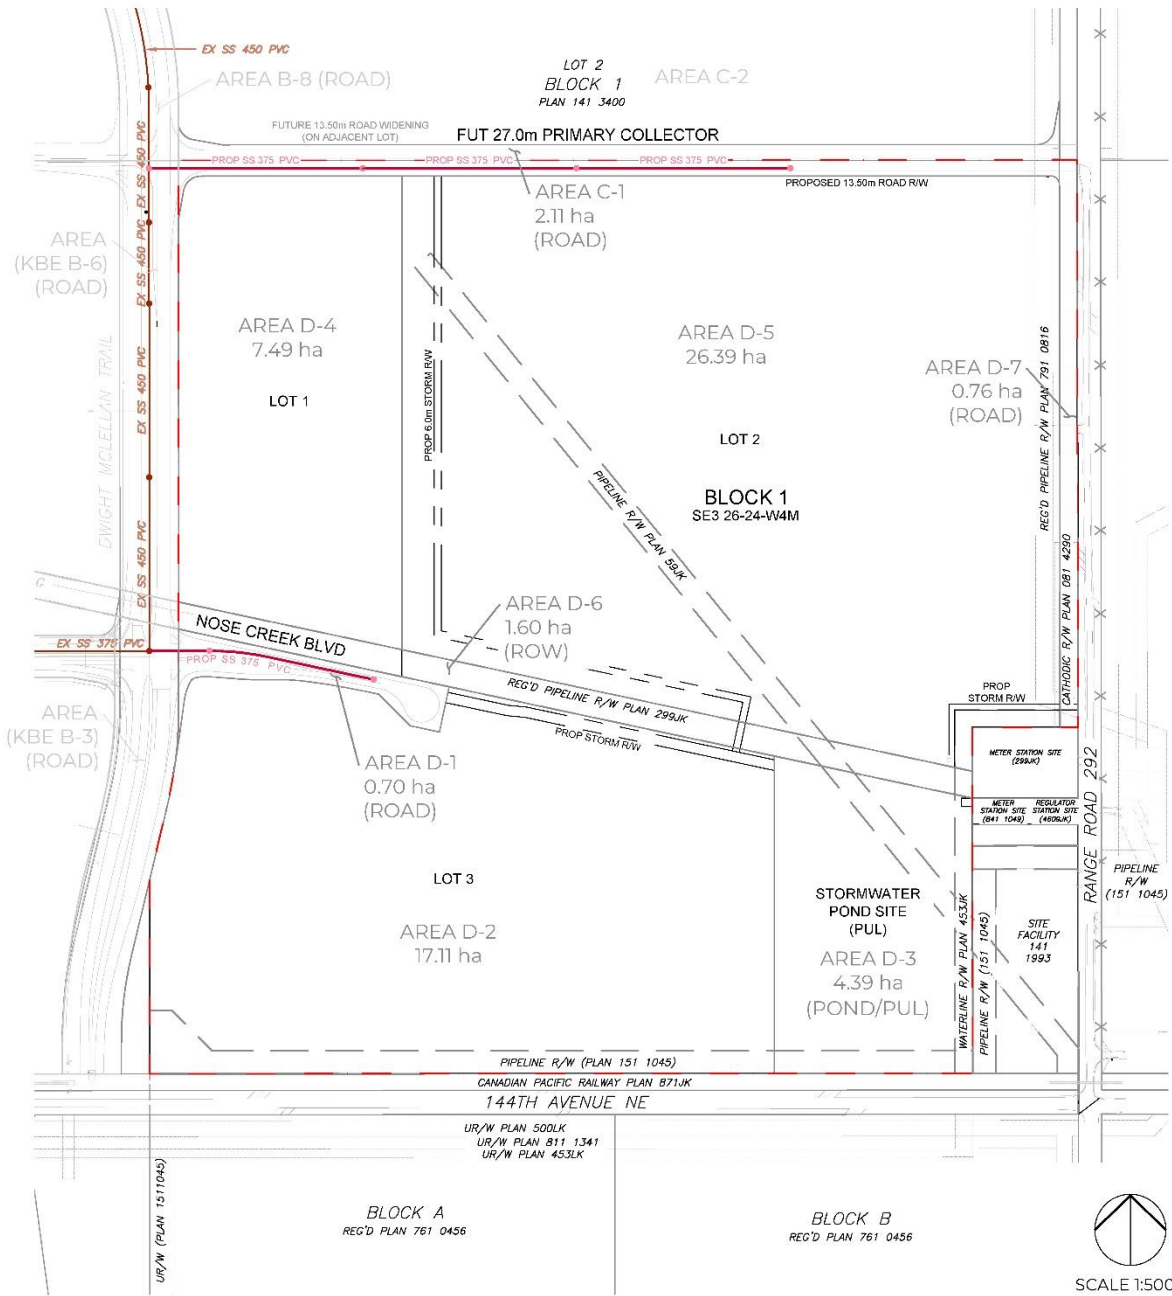 EX SS 450 PVC
AREA B-8 (ROAD)
LOT 2
BLOCK 1
PLAN 141 3400
AREA C-2
FUTURE 13.50m ROAD WIDENING
(ON ADJACENT LOT)
FUT 27.0m PRIMARY COLLECTOR
EX SS 450 PVC
PROP SS 375 PVC
PROP SS 375 PVC
PROP SS 375 PVC
PROPOSED 13.50m ROAD R/W
AREA C-1
2.11 ha
(ROAD)
AREA
(KBE B-6)
(ROAD)
EX SS 450 PVC
AREA D-4
7.49 ha
LOT 1
PROP 6.0m STORM R/W
AREA D-5
26.39 ha
LOT 2
BLOCK 1
SE3 26-24-W4M
AREA D-7
0.76 ha
(ROAD)
REG'D PIPELINE R/W PLAN 791 0816
DWIGHT MCLELLAN TRAIL
EX SS 450 PVC
EX SS 450 PVC
PIPELINE R/W PLAN 59JK
CATHODIC R/W PLAN 081 4290
NOSE CREEK BLVD
AREA D-6
1.60 ha
(ROW)
EX SS 375 PVC
PROP SS 375 PVC
REG'D PIPELINE R/W PLAN 299JK
PROP STORM R/W
PROP
STORM R/W
AREA
(KBE B-3)
(ROAD)
AREA D-1
0.70 ha
(ROAD)
METER STATION SITE
(299JK)
METER
STATION SITE
(841 1049)
REGULATOR
STATION SITE
(4606JK)
RANGE ROAD 292
PIPELINE
R/W
(151 1045)
LOT 3
AREA D-2
17.11 ha
STORMWATER
POND SITE
(PUL)
AREA D-3
4.39 ha
(POND/PUL)
WATERLINE R/W PLAN 453JK
PIPELINE R/W (151 1045)
SITE
FACILITY
141
1993
PIPELINE R/W (PLAN 151 1045)
CANADIAN PACIFIC RAILWAY PLAN 871JK
144TH AVENUE NE
UR/W PLAN 500LK
UR/W PLAN 811 1341
UR/W PLAN 453LK
UR/W (PLAN 1511045)
BLOCK A
REG'D PLAN 761 0456
BLOCK B
REG'D PLAN 761 0456
SCALE 1:500